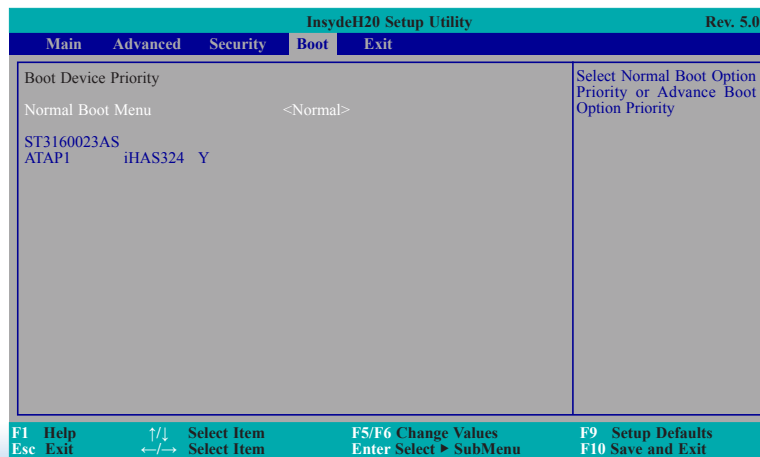 InsydeH20 Setup Utility Rev. 5.0
Main Advanced Security Boot Exit
Boot Device Priority
Normal Boot Menu <Normal>
ST3160023AS
ATAP1 iHAS324 Y
Select Normal Boot Option
Priority or Advance Boot
Option Priority
F1 Help ↑/↓ Select Item F5/F6 Change Values F9 Setup Defaults
Esc Exit ←/→ Select Item Enter Select ► SubMenu F10 Save and Exit